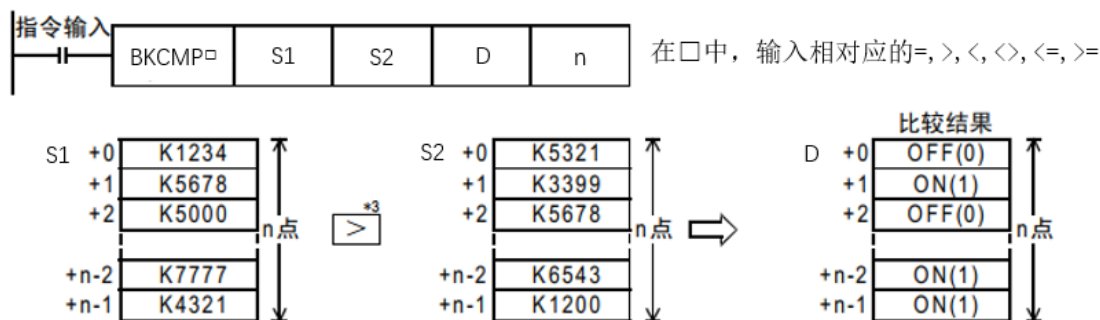 指令输入
BKCMP□ S1 S2 D n 在□中，输入相对应的=,>,<,<>,<=,>=
比较结果
S1 +0 K1234 S2 +0 K5321 D +0 OFF(0)
+1 K5678 +1 K3399 +1 ON(1)
+2 K5000 n点 > *3 +2 K5678 n点 +2 OFF(0) n点
+n-2 K7777 +n-2 K6543 +n-2 ON(1)
+n-1 K4321 +n-1 K1200 +n-1 ON(1)